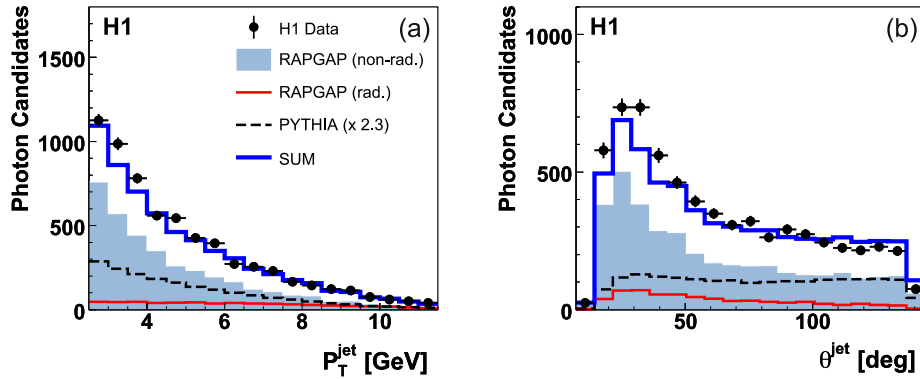 H1
(a)
H1 Data
RAPGAP (non-rad.)
RAPGAP (rad.)
PYTHIA (x 2.3)
SUM
Photon Candidates
1500
1000
500
0
4
6
8
10
P_T^jet [GeV]
H1
(b)
Photon Candidates
1000
500
0
50
100
θ^jet [deg]